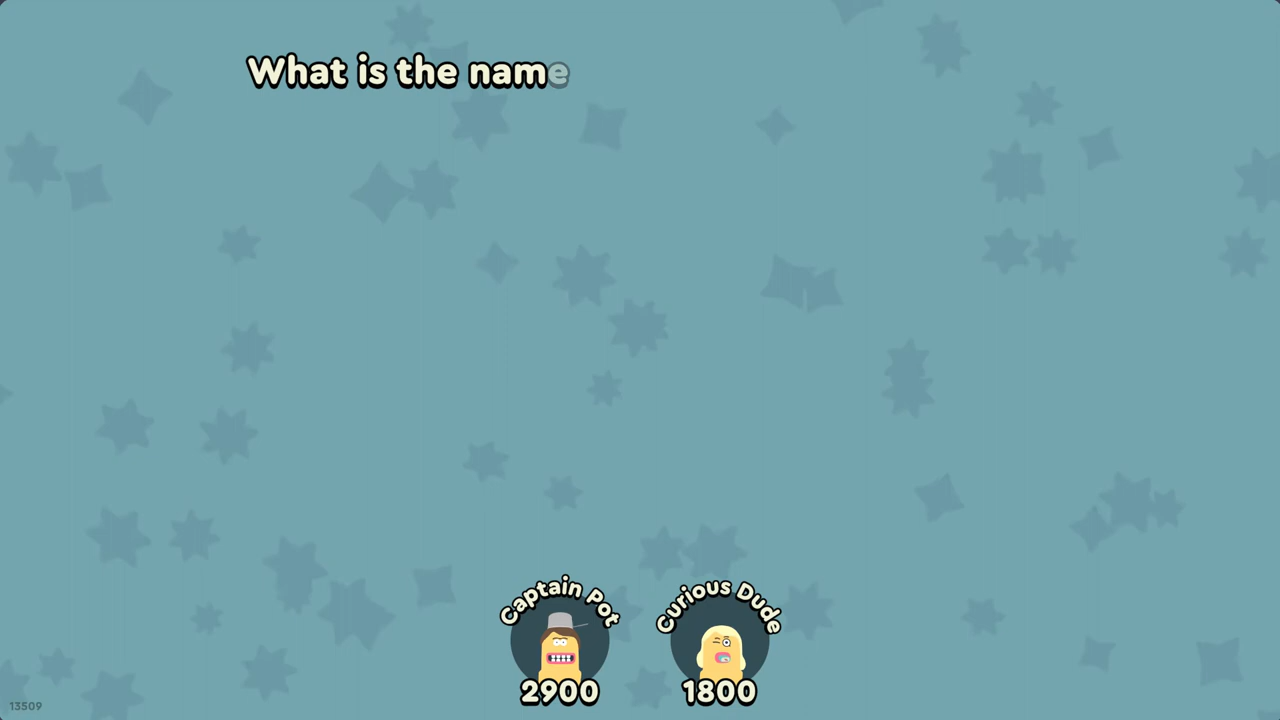 What is the name
Captain Pot
Curious Dude
2900
1800
13509